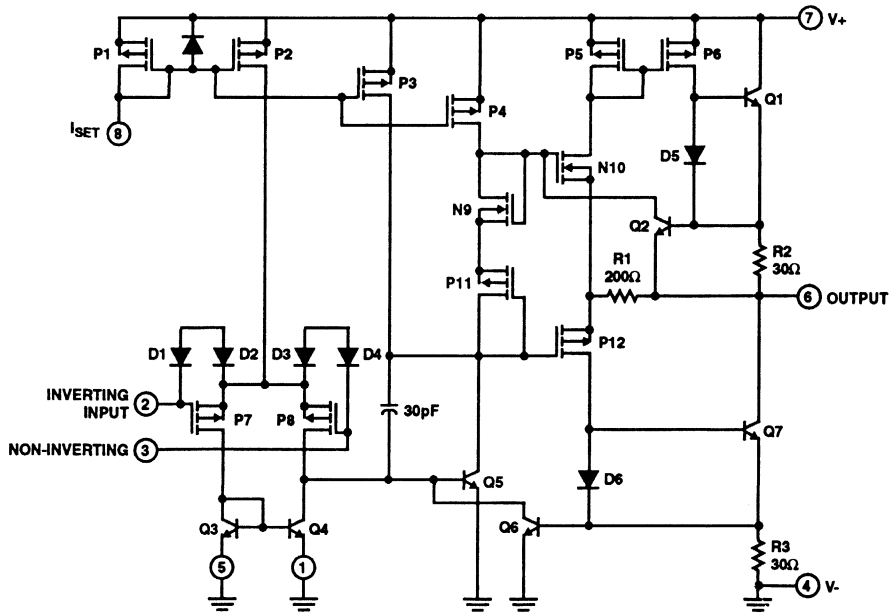 P1
P2
P3
P4
P5
P6
7 V+
Q1
ISET
8
D5
N10
N9
Q2
R1
200Ω
R2
30Ω
6 OUTPUT
P11
P12
D1
D2
D3
D4
INVERTING
INPUT
2
P7
P8
30pF
NON-INVERTING 3
Q7
Q5
D6
Q3
Q4
Q6
R3
30Ω
5
1
4 V-